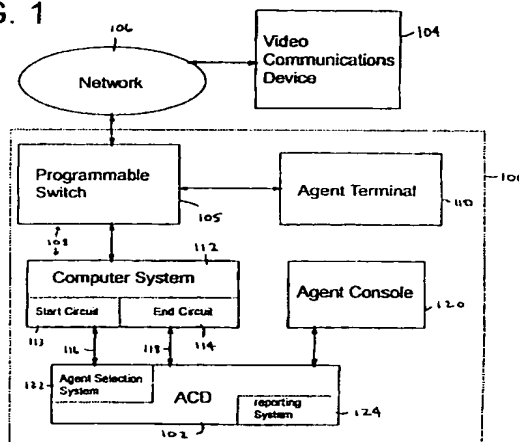 G. 1
106
Network
Video
Communications
Device
104
Programmable
Switch
105
Agent Terminal
110
100
108
112
Computer System
Start Circuit
End Circuit
113
114
Agent Console
120
116
118
122
Agent Selection
System
ACD
reporting
System
124
102